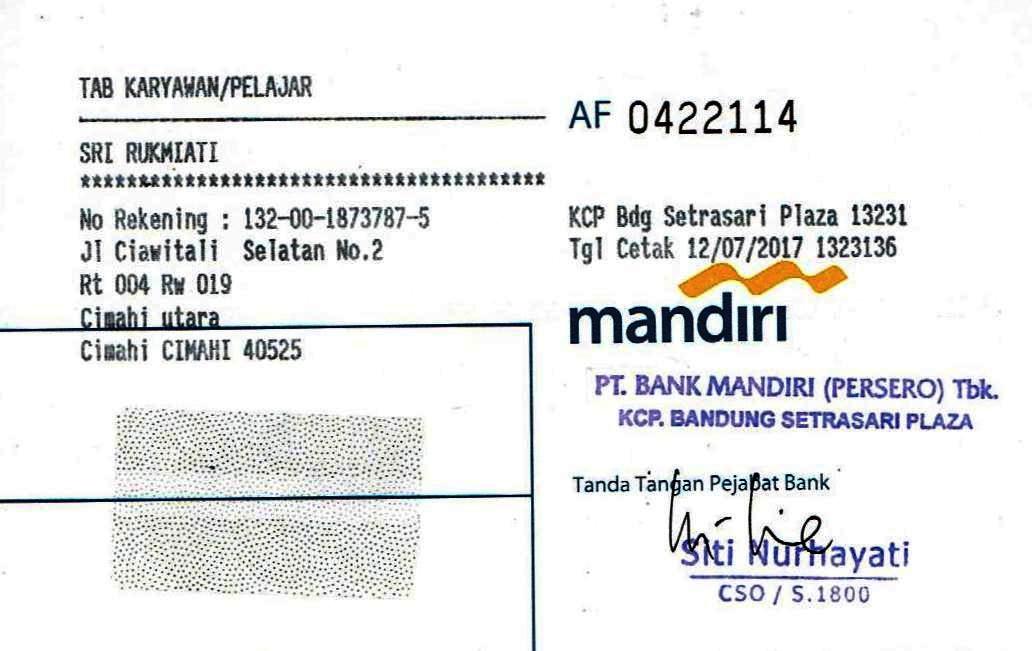 TAB KARYAWAN/PELAJAR
SRI RUKMIATI
****************************************
No Rekening : 132-00-1873787-5
Jl Ciawitali Selatan No.2
Rt 004 Rw 019
Cimahi utara
Cimahi CIMAHI 40525
AF 0422114
KCP Bdg Setrasari Plaza 13231
Tgl Cetak 12/07/2017 1323136
mandiri
PT. BANK MANDIRI (PERSERO) Tbk.
KCP. BANDUNG SETRASARI PLAZA
Tanda Tangan Pejabat Bank
Siti Nurhayati
CSO / S.1800